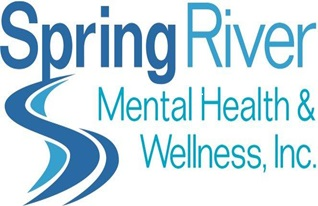 Spring River
Mental Health &
Wellness, Inc.